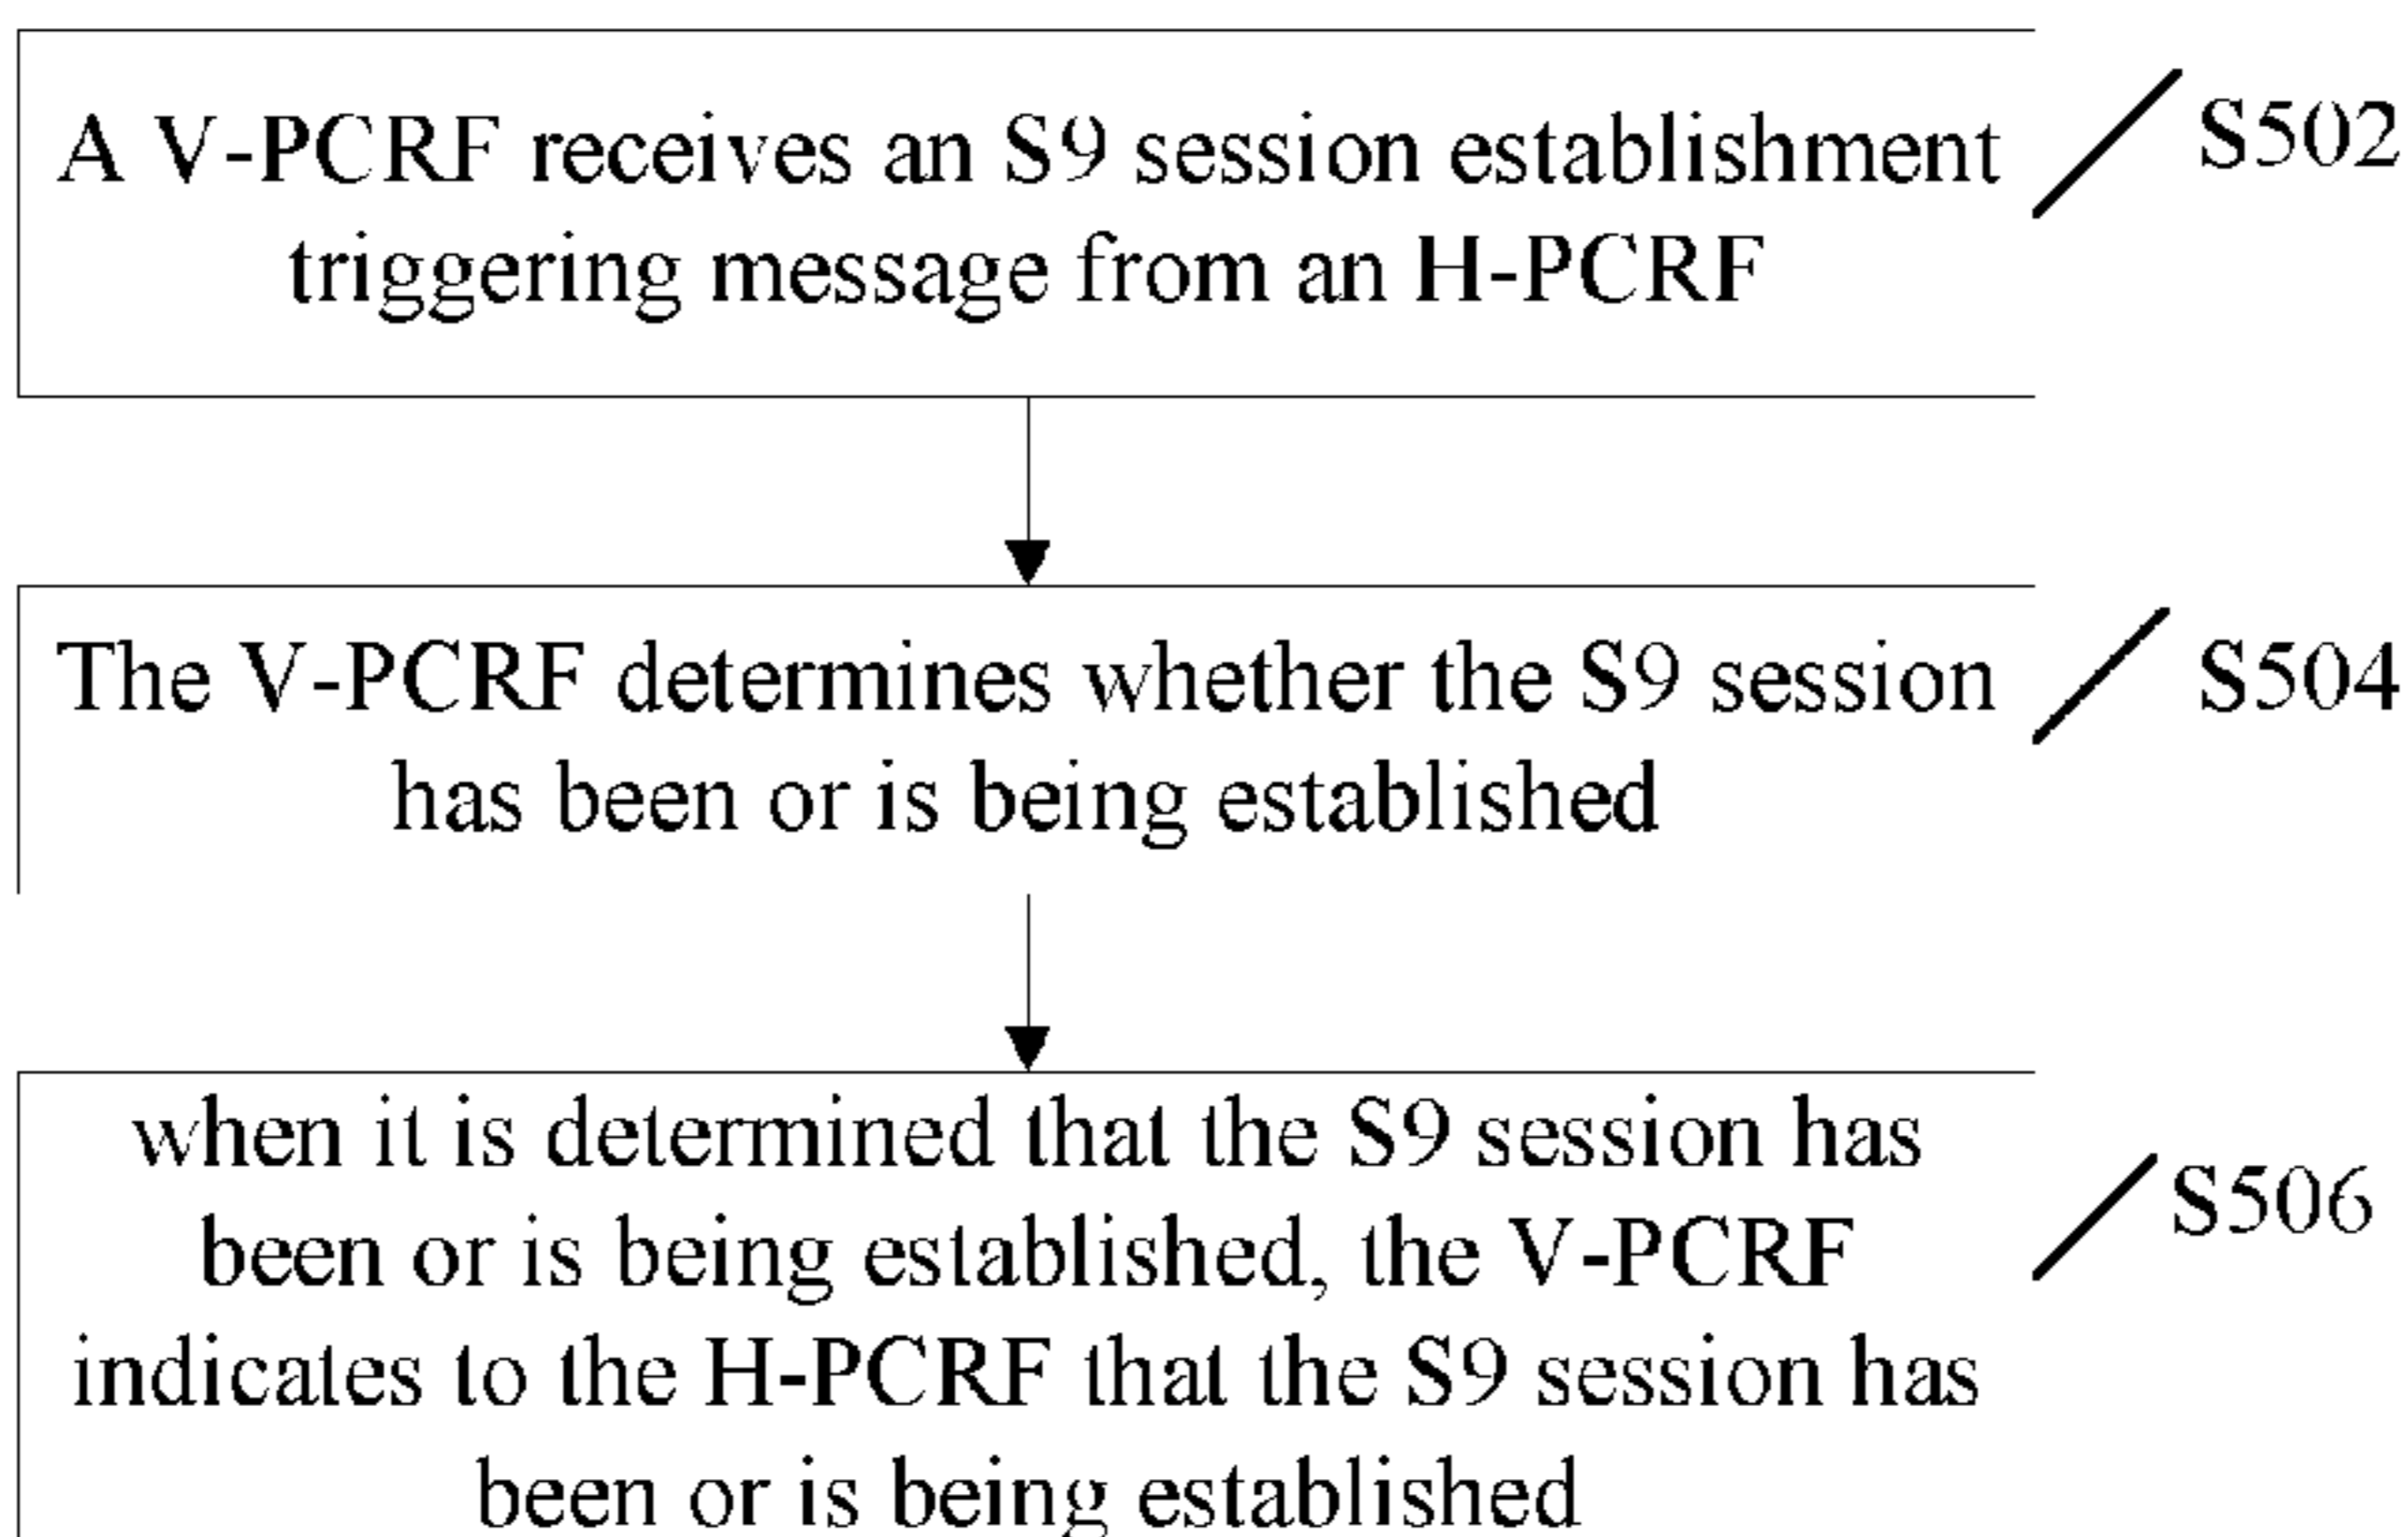 A V-PCRF receives an S9 session establishment
triggering message from an H-PCRF
S502
The V-PCRF determines whether the S9 session
has been or is being established
S504
when it is determined that the S9 session has
been or is being established, the V-PCRF
indicates to the H-PCRF that the S9 session has
been or is being established
S506